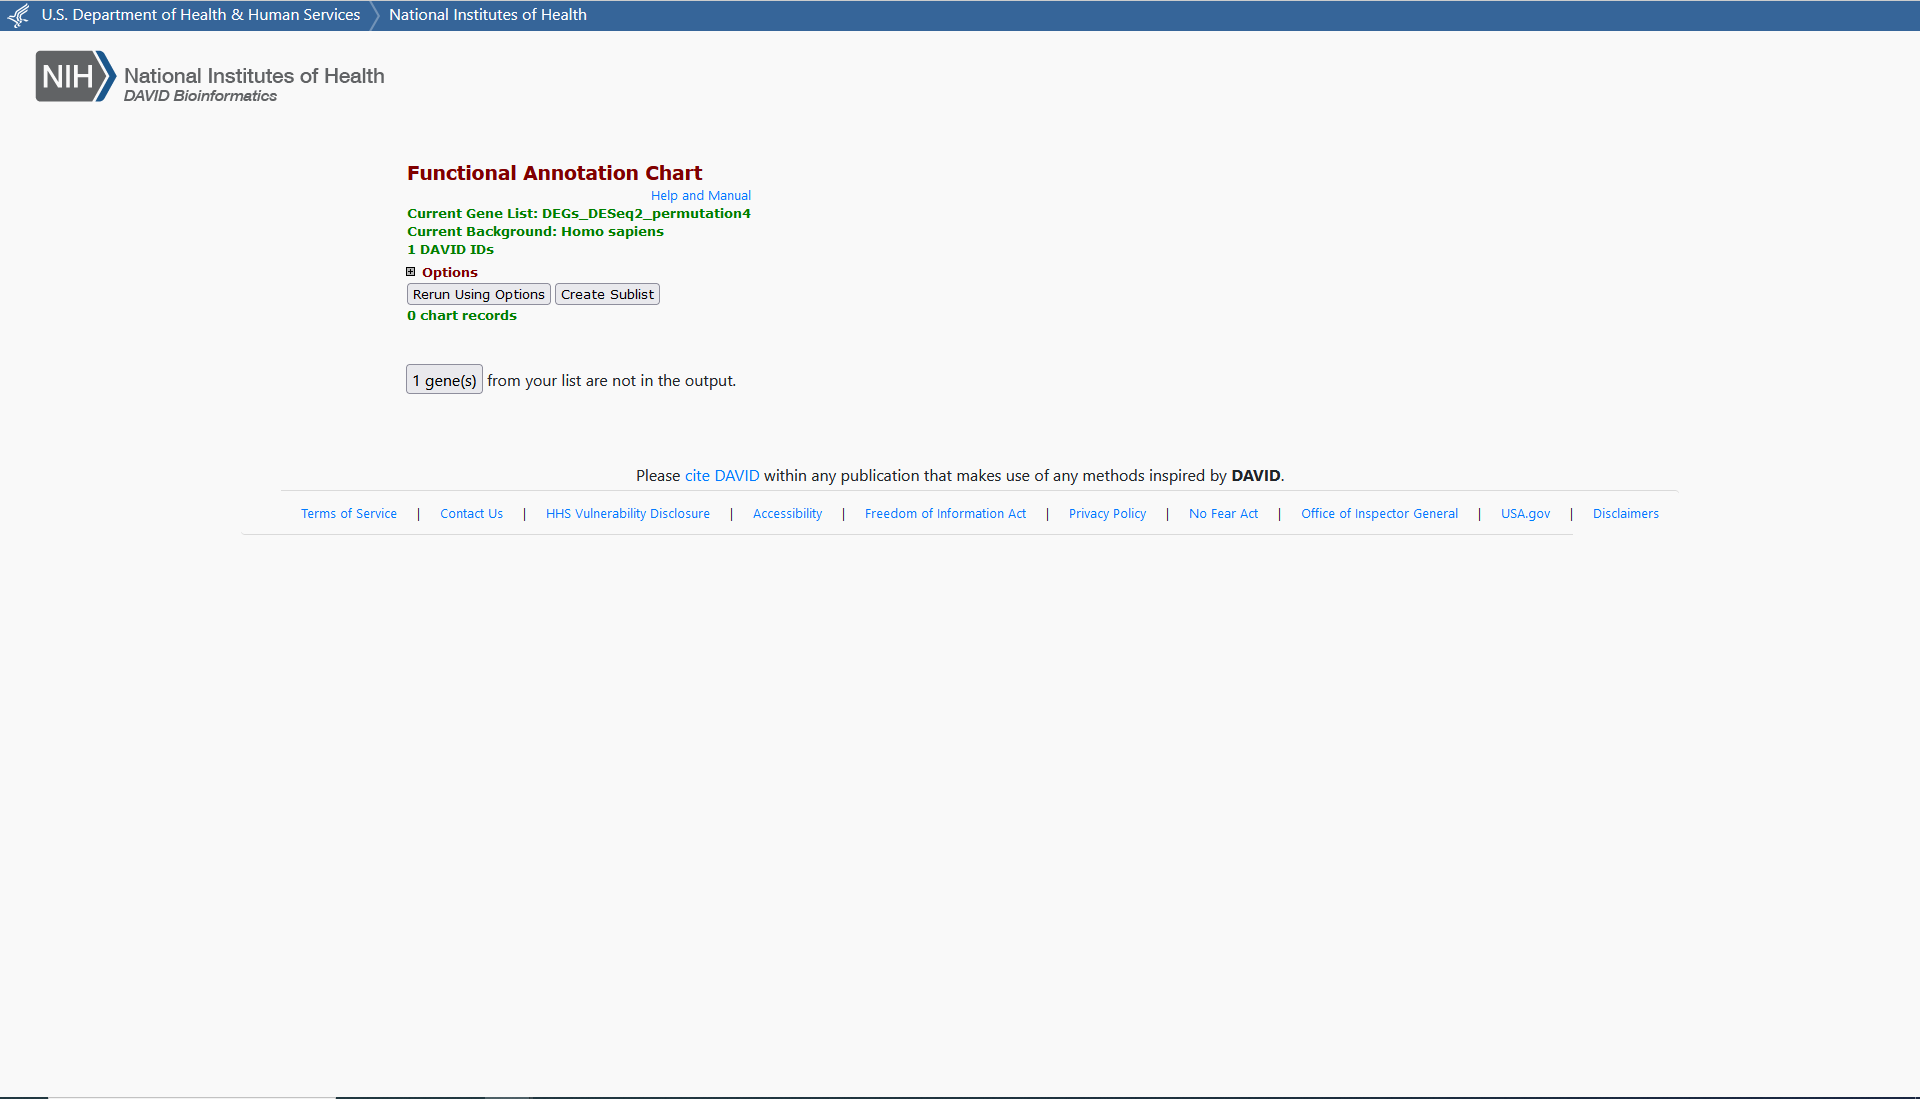 U.S. Department of Health & Human Services National Institutes of Health
NIH National Institutes of Health
DAVID Bioinformatics
Functional Annotation Chart
Help and Manual
Current Gene List: DEGs_DESeq2_permutation4
Current Background: Homo sapiens
1 DAVID IDs
Options
Rerun Using Options Create Sublist
0 chart records
1 gene(s) from your list are not in the output.
Please cite DAVID within any publication that makes use of any methods inspired by DAVID.
Terms of Service | Contact Us | HHS Vulnerability Disclosure | Accessibility | Freedom of Information Act | Privacy Policy | No Fear Act | Office of Inspector General | USA.gov | Disclaimers